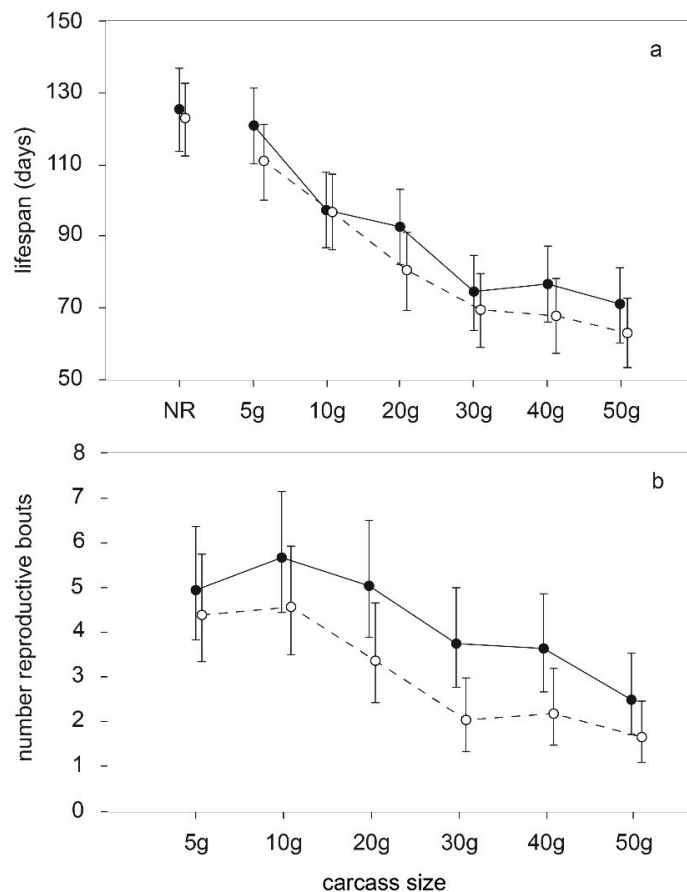 a
lifespan (days)
150
130
110
90
70
50
NR 5g 10g 20g 30g 40g 50g
b
number reproductive bouts
8
7
6
5
4
3
2
1
0
5g 10g 20g 30g 40g 50g
carcass size